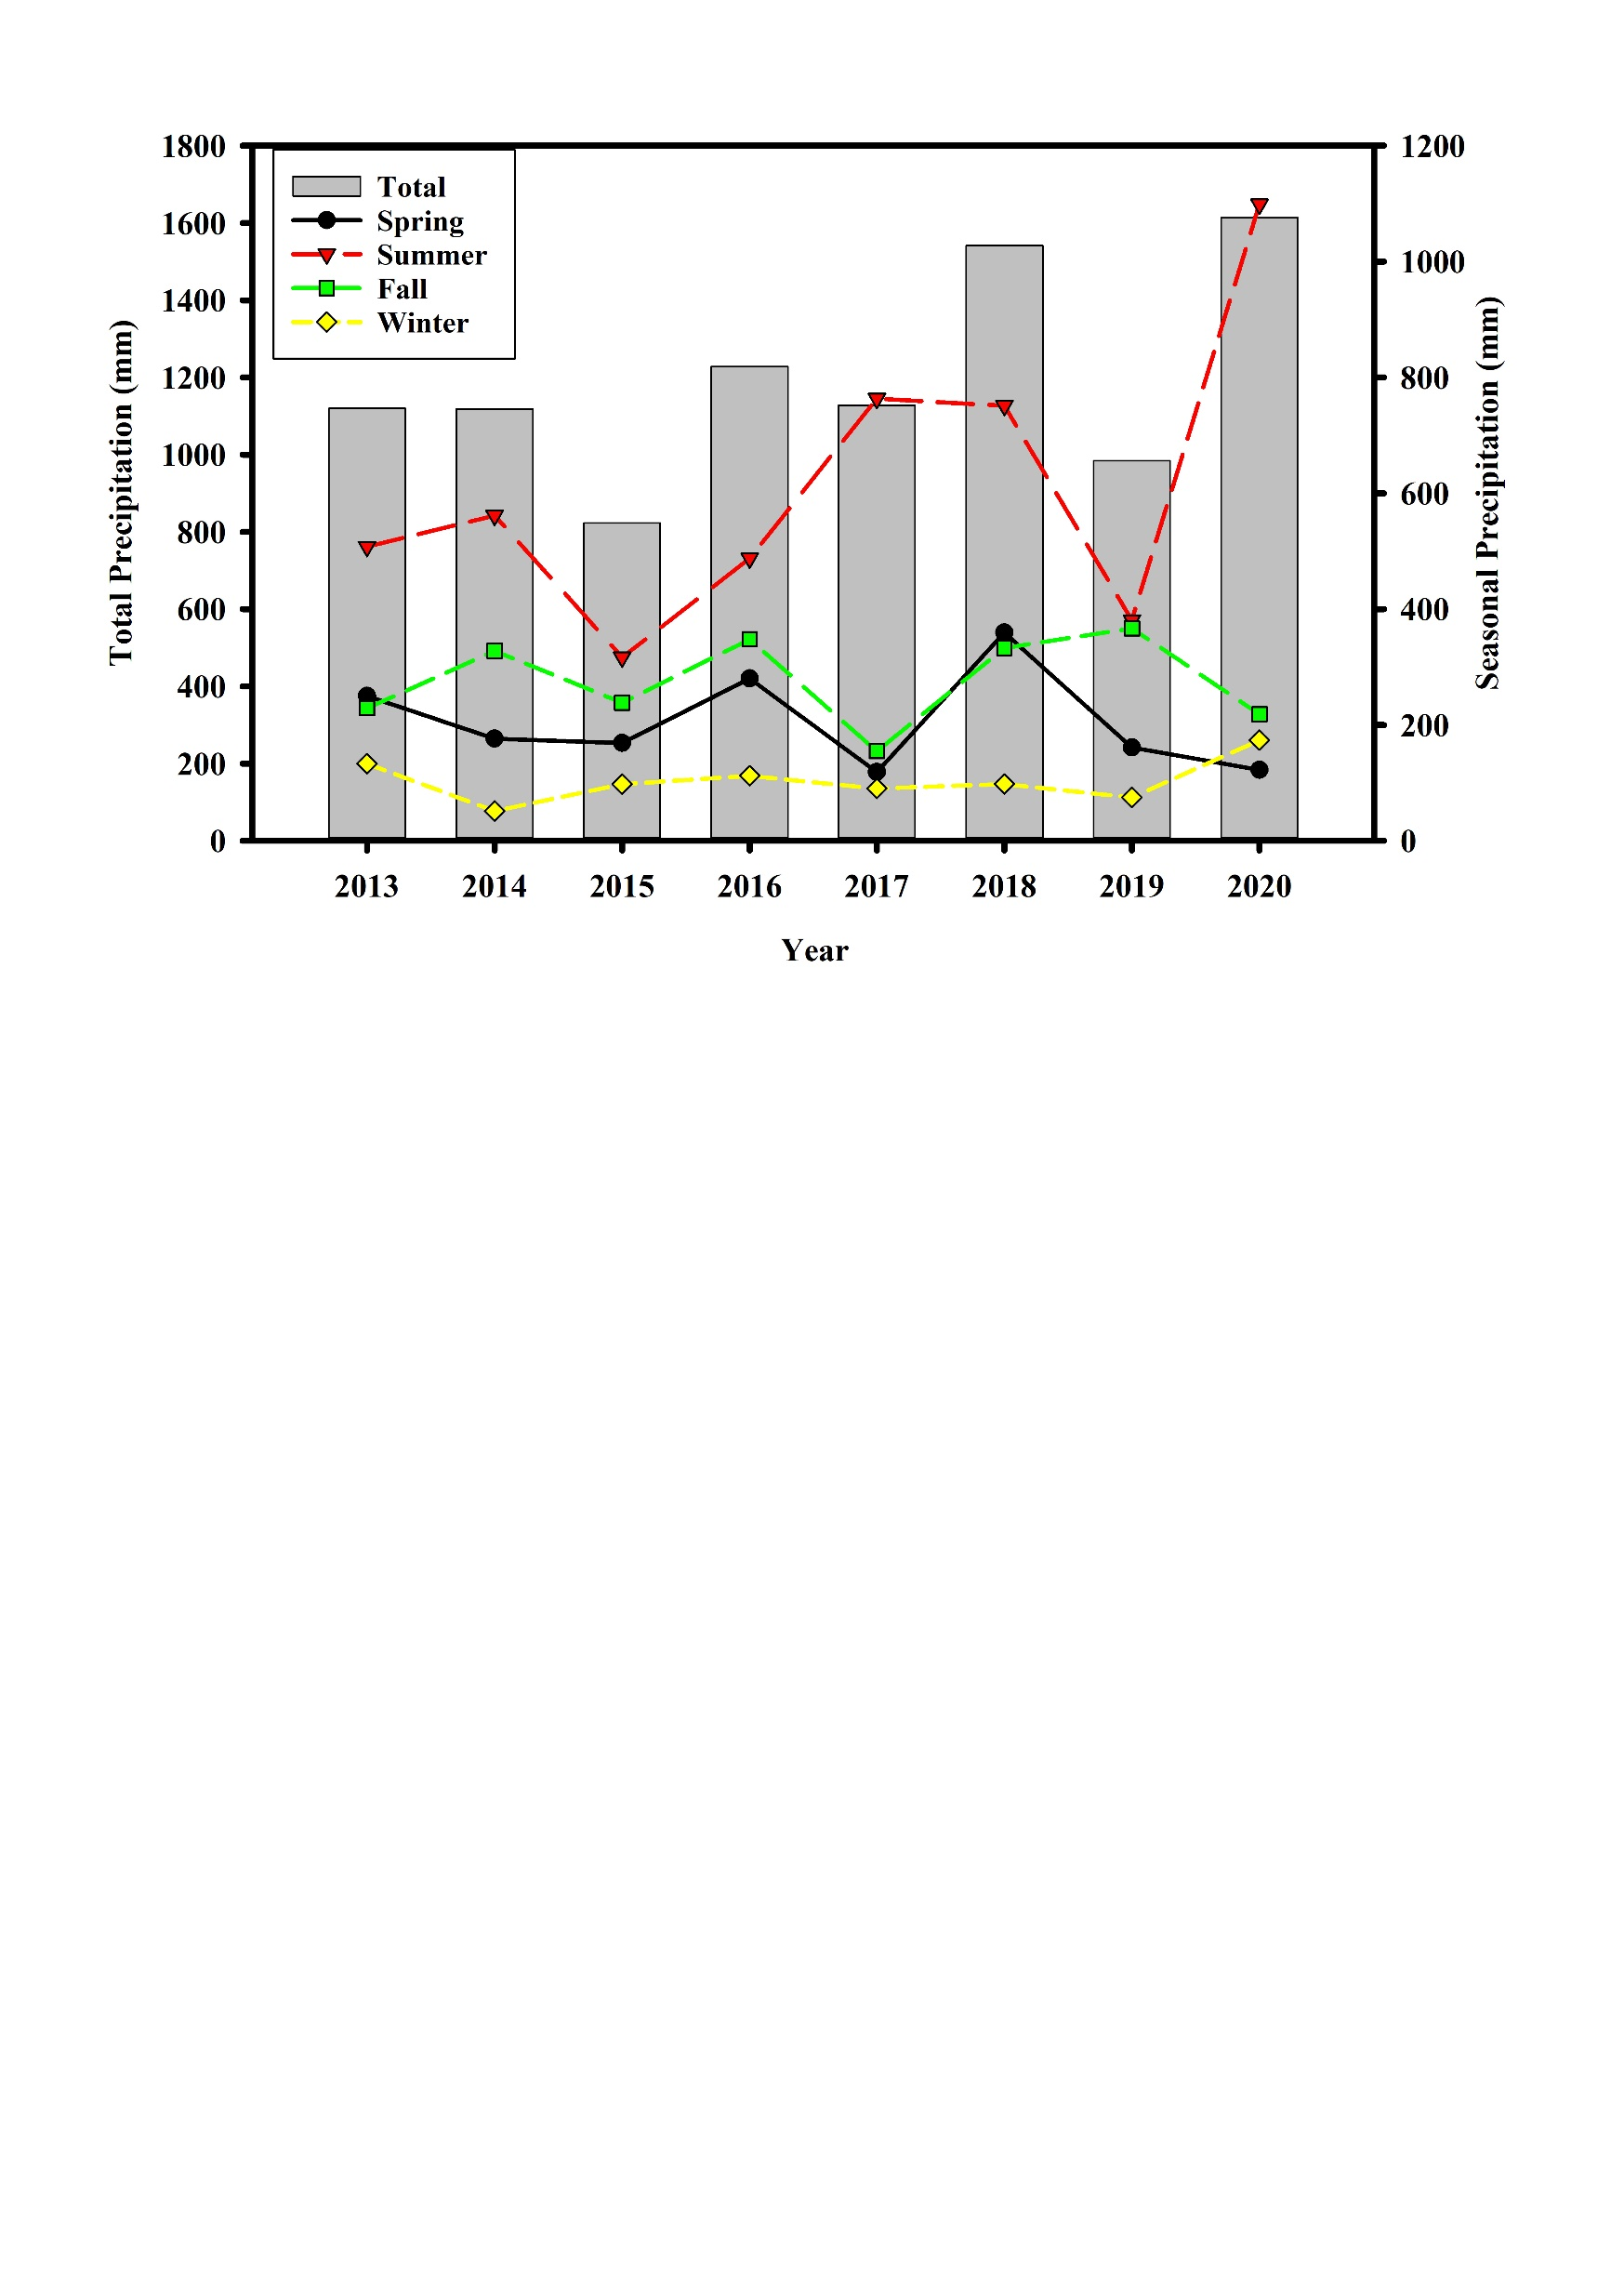 Total Precipitation (mm)
1800
1600
1400
1200
1000
800
600
400
200
0
Total
Spring
Summer
Fall
Winter
1200
1000
800
600
400
200
0
Seasonal Precipitation (mm)
2013 2014 2015 2016 2017 2018 2019 2020
Year